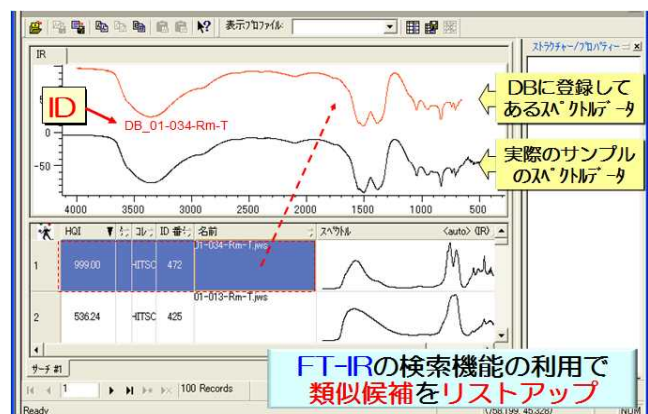 表示プロファイル:
ストラクチャー/プロパティー
IR
ID
DB_01-034-Rm-T
DBに登録して
あるスペクトルデータ
実際のサンプル
のスペクトルデータ
0
-50
4000 3500 3000 2500 2000 1500 1000 500
HQI コレ ID 番 名前 スペクトル <auto> (IR)
01-034-Rm-T.jws
1 999.00 HITSC 472
01-013-Rm-T.jws
2 536.24 HITSC 425
サーチ #1
1 100 Records
FT-IRの検索機能の利用で
類似候補をリストアップ
Ready NUM